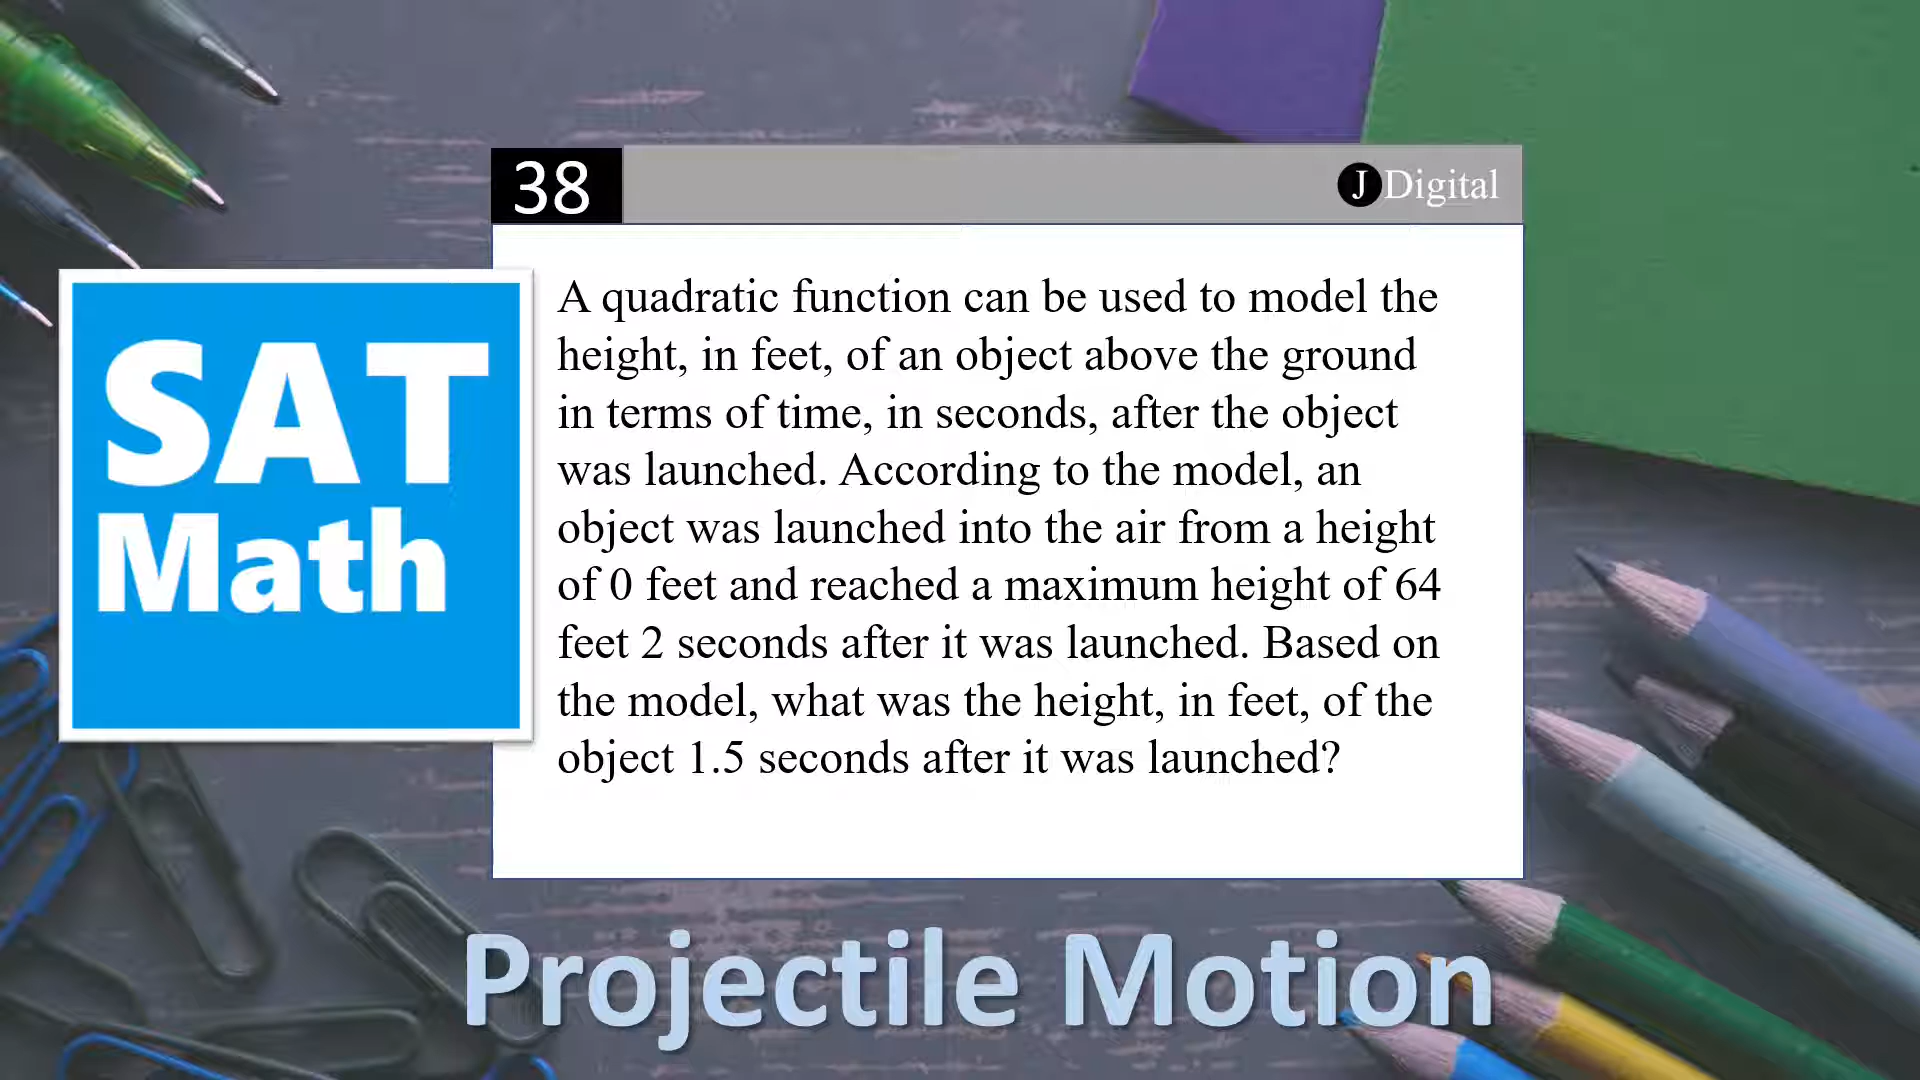 38
J Digital
SAT
Math
A quadratic function can be used to model the
height, in feet, of an object above the ground
in terms of time, in seconds, after the object
was launched. According to the model, an
object was launched into the air from a height
of 0 feet and reached a maximum height of 64
feet 2 seconds after it was launched. Based on
the model, what was the height, in feet, of the
object 1.5 seconds after it was launched?
Projectile Motion